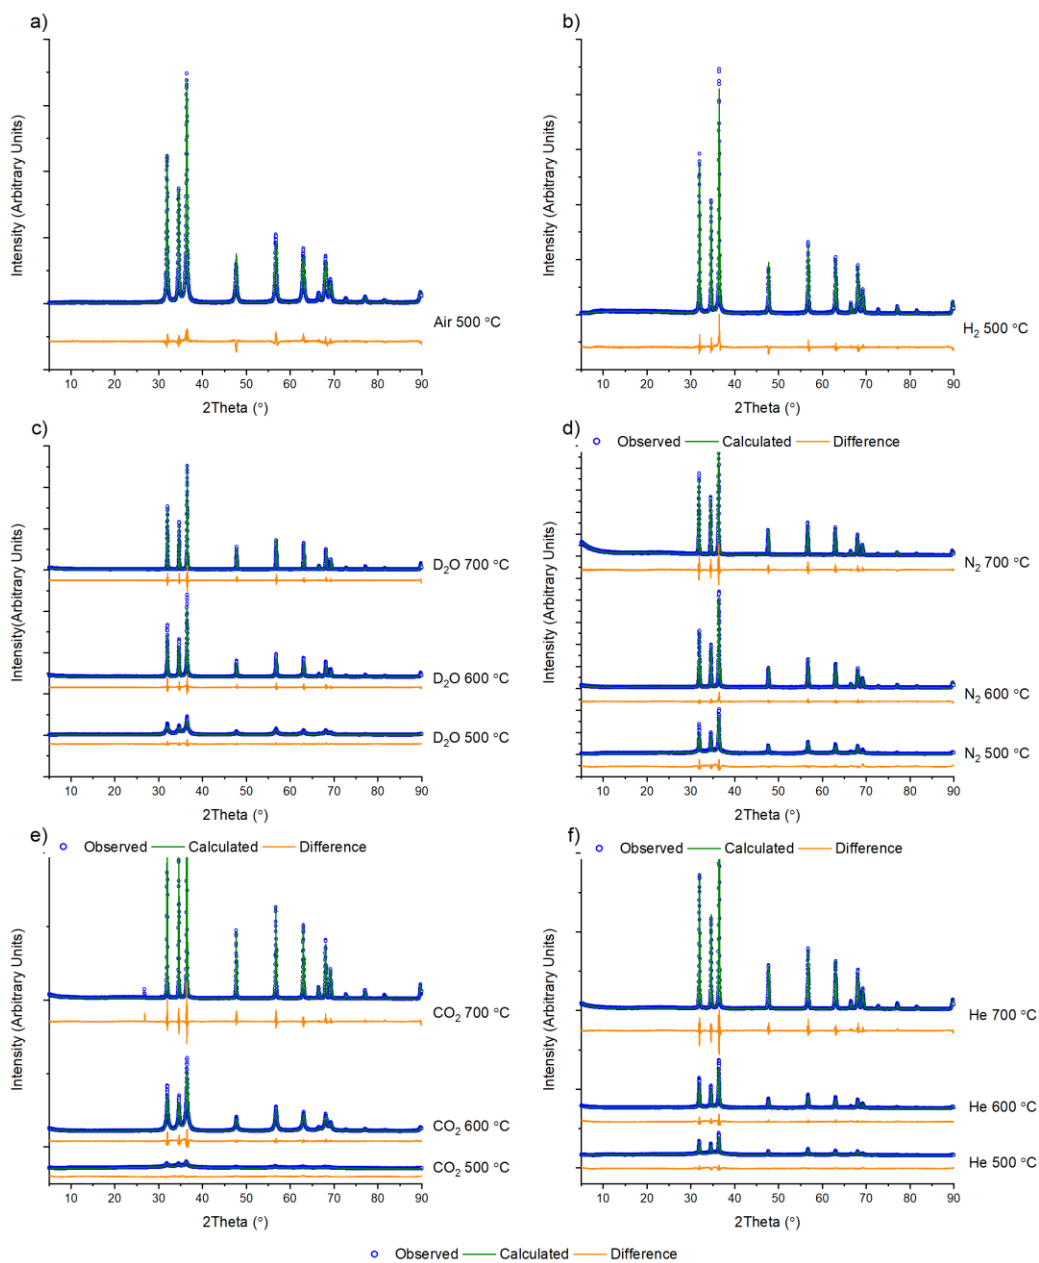 a)
Intensity (Arbitrary Units)
Air 500 °C
10 20 30 40 50 60 70 80 90
2Theta (°)
b)
Intensity (Arbitrary Units)
H2 500 °C
10 20 30 40 50 60 70 80 90
2Theta (°)
c)
Intensity(Arbitrary Units)
D2O 700 °C
D2O 600 °C
D2O 500 °C
10 20 30 40 50 60 70 80 90
2Theta (°)
d)
Observed Calculated Difference
Intensity (Arbitrary Units)
N2 700 °C
N2 600 °C
N2 500 °C
10 20 30 40 50 60 70 80 90
2Theta (°)
e)
Observed Calculated Difference
Intensity (Arbitrary Units)
CO2 700 °C
CO2 600 °C
CO2 500 °C
10 20 30 40 50 60 70 80 90
2Theta (°)
f)
Observed Calculated Difference
Intensity (Arbitrary Units)
He 700 °C
He 600 °C
He 500 °C
10 20 30 40 50 60 70 80 90
2Theta (°)
Observed Calculated Difference